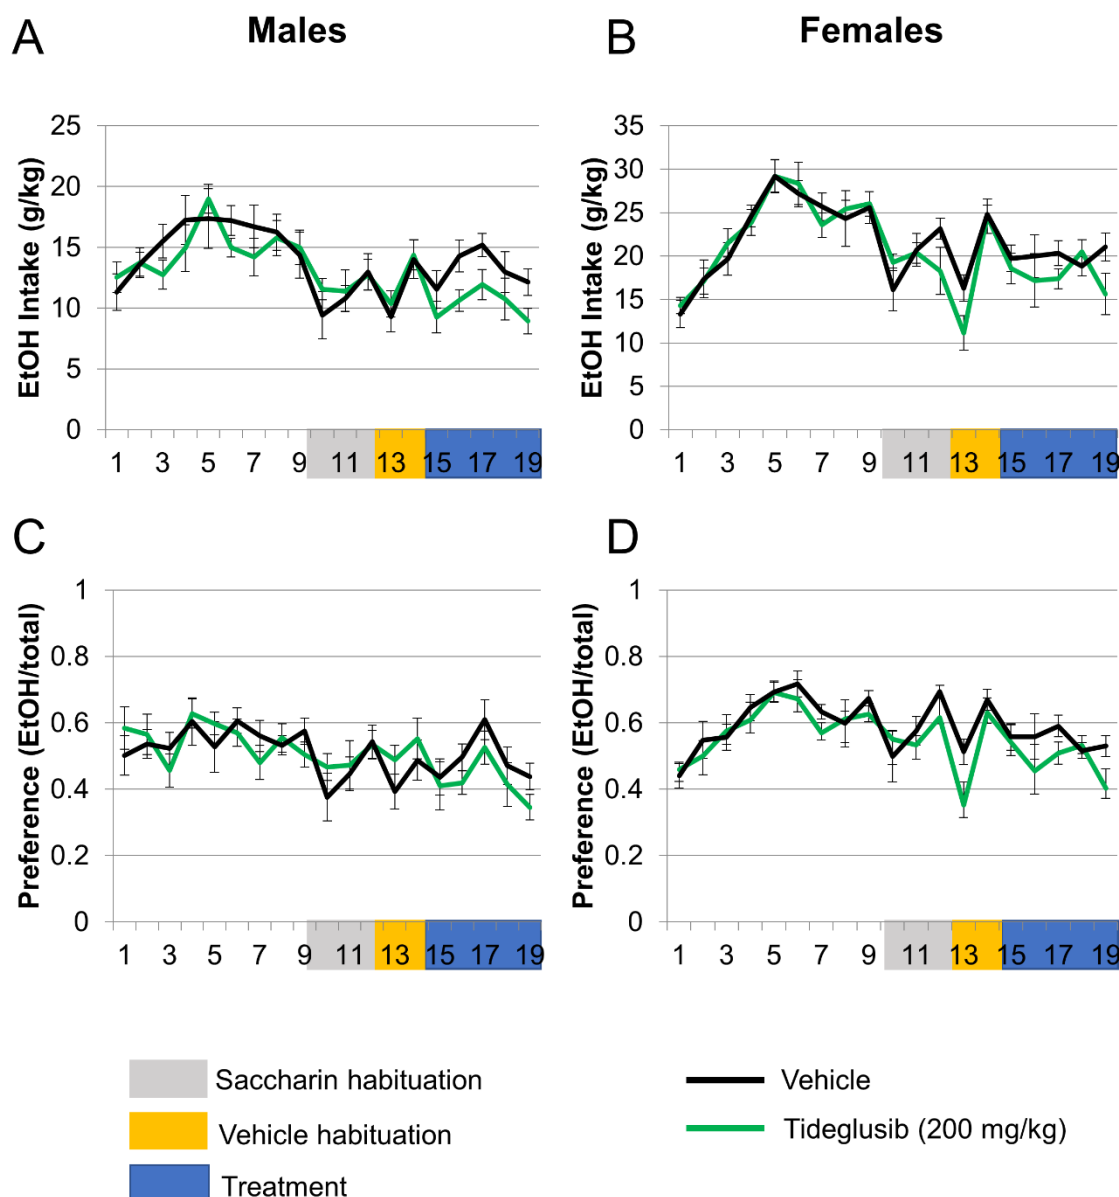 A
Males
B
Females
EtOH Intake (g/kg)
25
20
15
10
5
0
1 3 5 7 9 11 13 15 17 19
EtOH Intake (g/kg)
35
30
25
20
15
10
5
0
1 3 5 7 9 11 13 15 17 19
C
D
Preference (EtOH/total)
1
0.8
0.6
0.4
0.2
0
1 3 5 7 9 11 13 15 17 19
Preference (EtOH/total)
1
0.8
0.6
0.4
0.2
0
1 3 5 7 9 11 13 15 17 19
Saccharin habituation
Vehicle habituation
Treatment
Vehicle
Tideglusib (200 mg/kg)